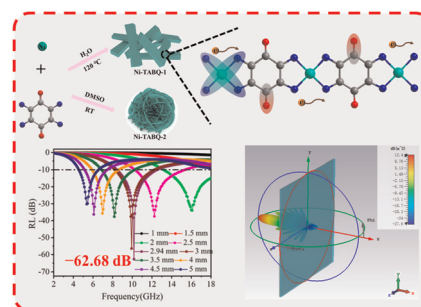 Ni
+
H₂O
120 ℃
Ni-TABQ-1
DMSO
RT
Ni-TABQ-2
e
e
e
0
-10
-20
-30
-40
-50
-60
-70
RL (dB)
1 mm 1.5 mm
2 mm 2.5 mm
2.94 mm 3 mm
3.5 mm 4 mm
4.5 mm 5 mm
−62.68 dB
2 4 6 8 10 12 14 16 18
Frequency(GHz)